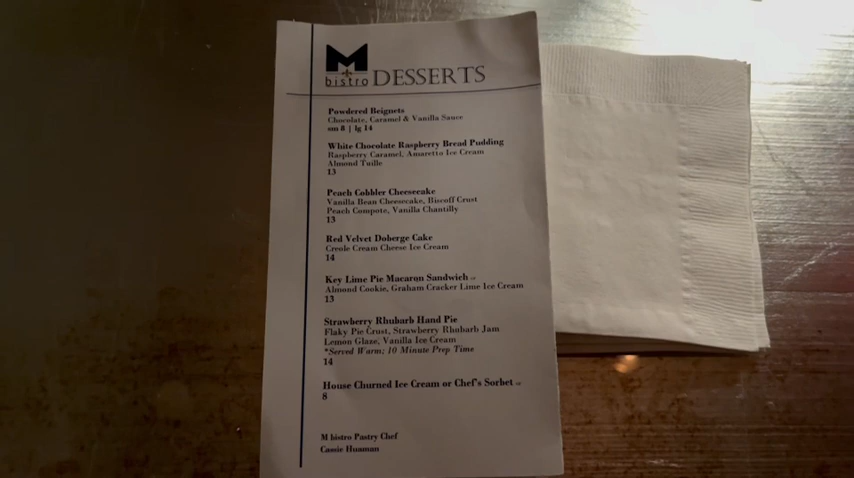 M
bistro DESSERTS
Powdered Beignets
Chocolate, Caramel & Vanilla Sauce
sm 8 | lg 14
White Chocolate Raspberry Bread Pudding
Raspberry Caramel, Amaretto Ice Cream
Almond Tuille
13
Peach Cobbler Cheesecake
Vanilla Bean Cheesecake, Biscoff Crust
Peach Compote, Vanilla Chantilly
13
Red Velvet Doberge Cake
Creole Cream Cheese Ice Cream
14
Key Lime Pie Macaron Sandwich
Almond Cookie, Graham Cracker Lime Ice Cream
13
Strawberry Rhubarb Hand Pie
Flaky Pie Crust, Strawberry Rhubarb Jam
Lemon Glaze, Vanilla Ice Cream
*Served Warm; 10 Minute Prep Time
14
House Churned Ice Cream or Chef's Sorbet
8
M bistro Pastry Chef
Cassie